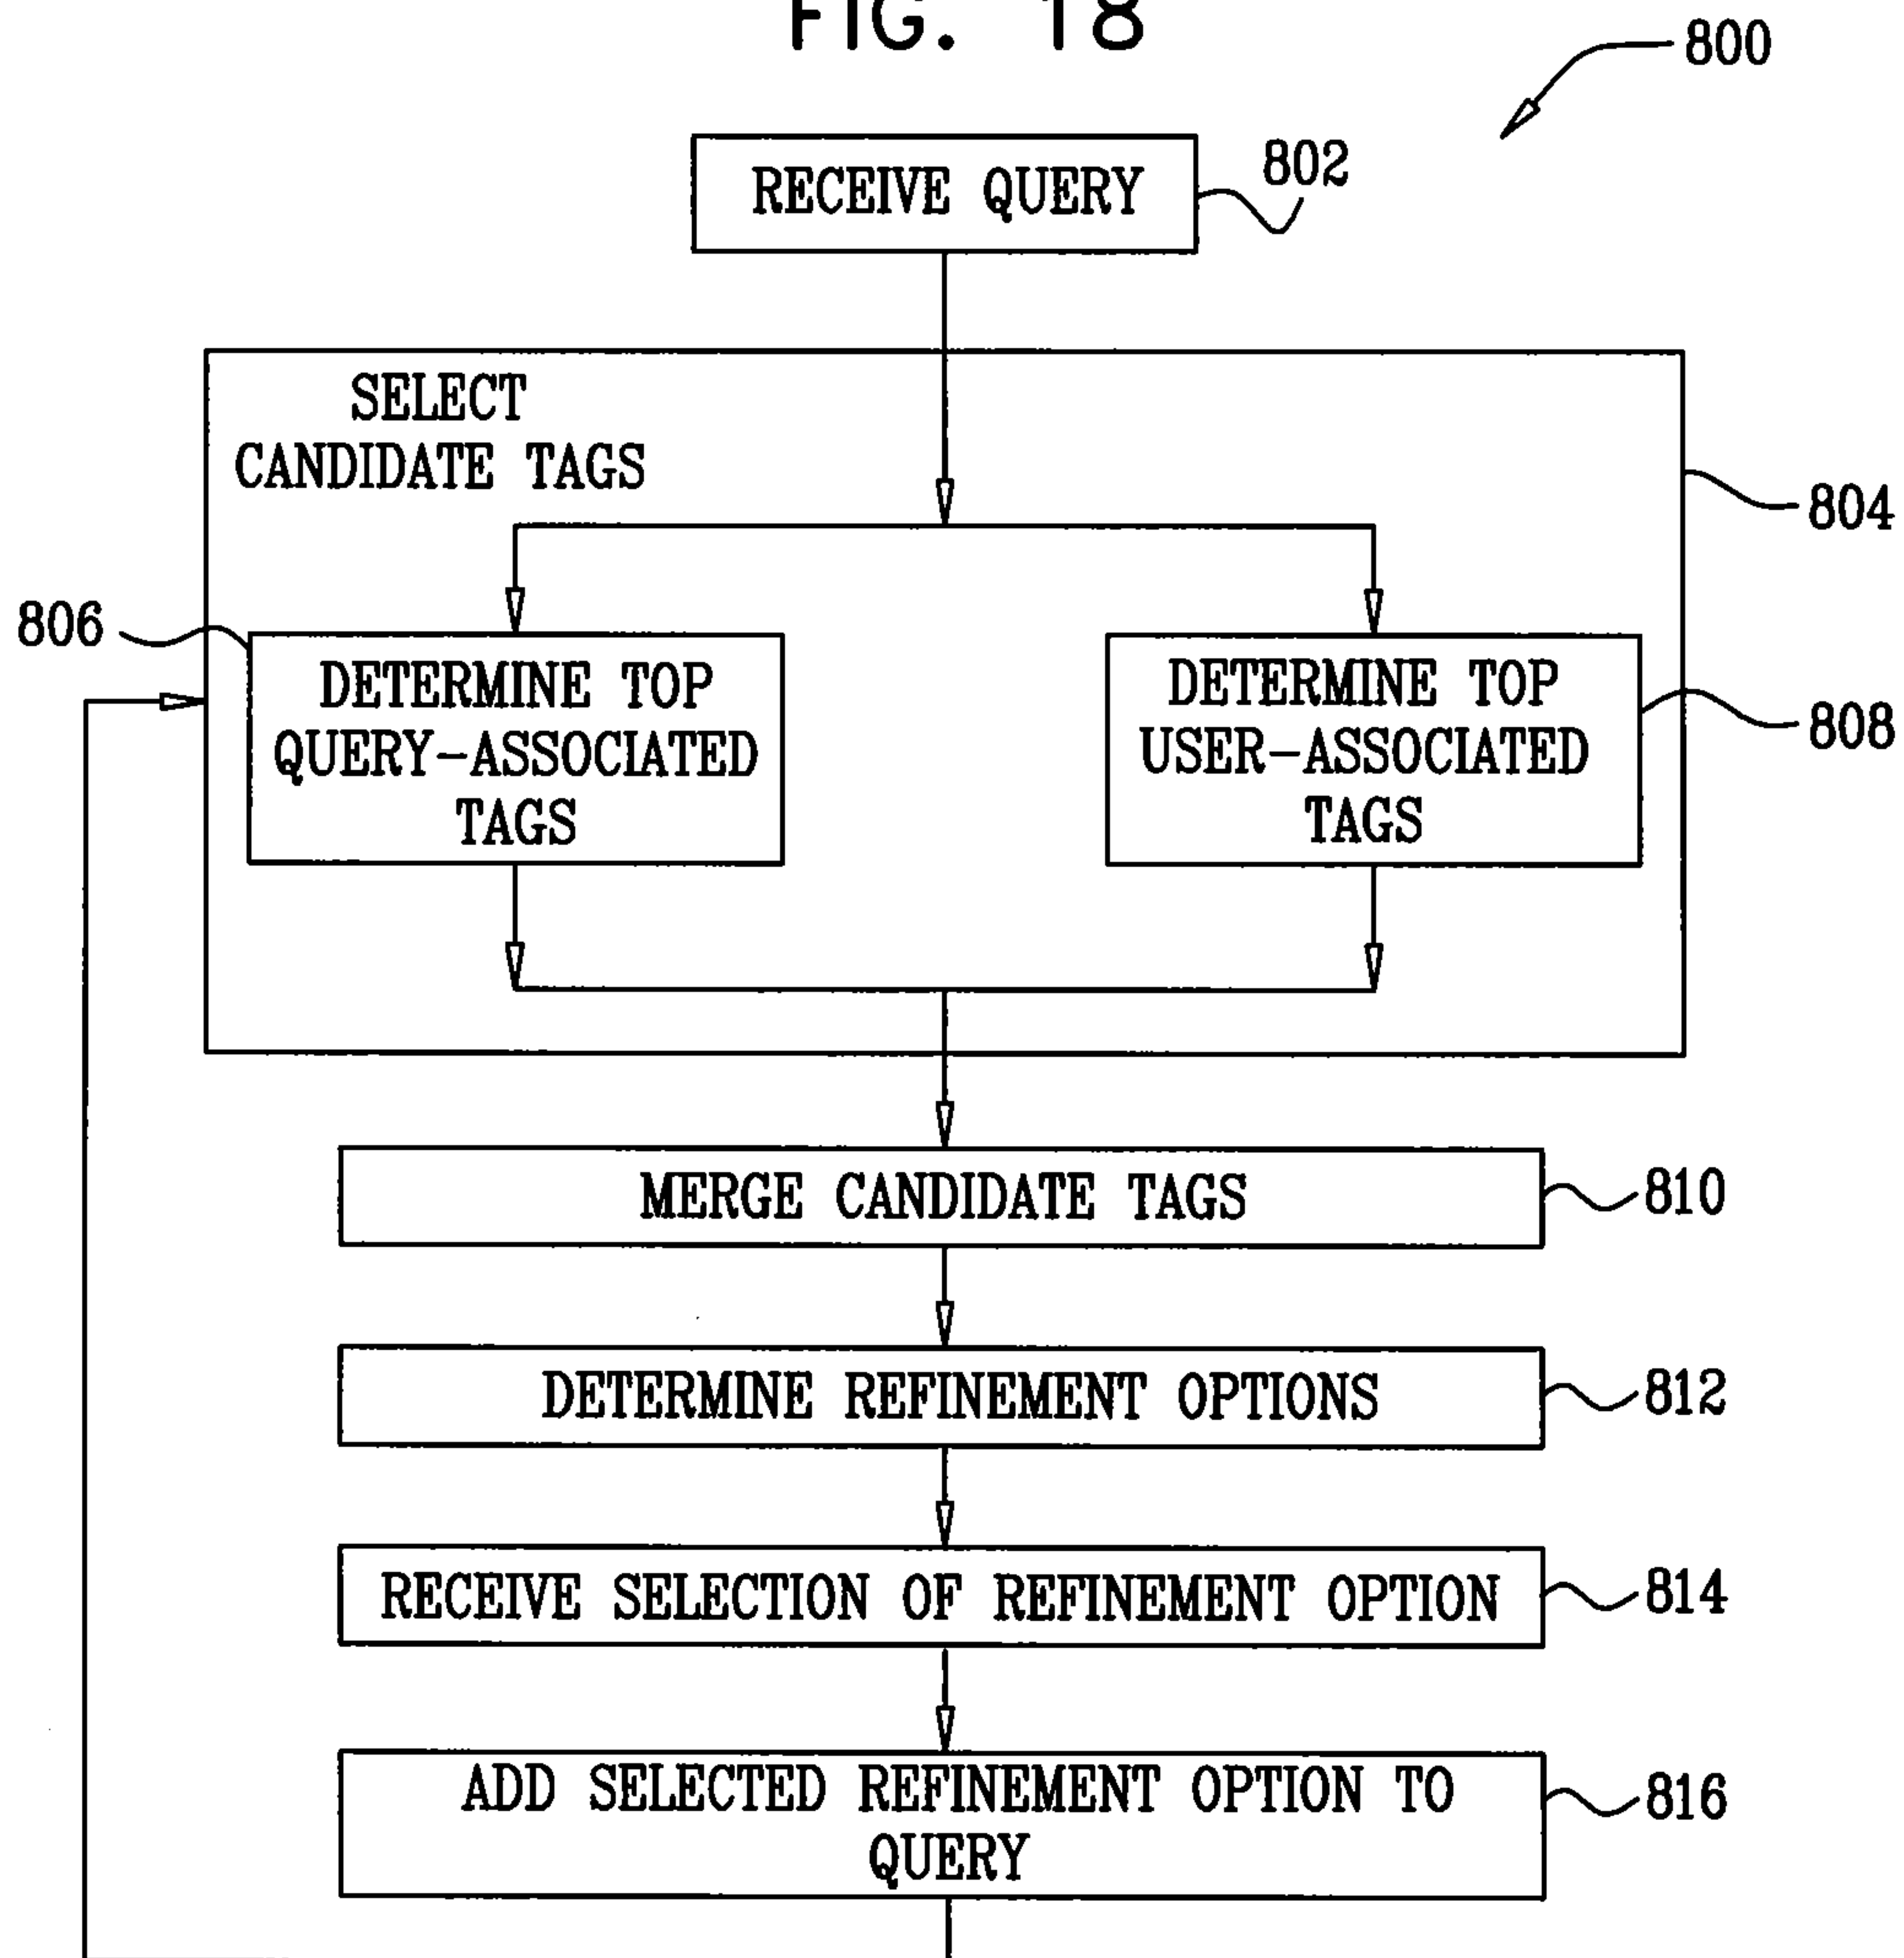 FIG. 18
800
RECEIVE QUERY
802
SELECT
CANDIDATE TAGS
804
806
DETERMINE TOP
QUERY-ASSOCIATED
TAGS
DETERMINE TOP
USER-ASSOCIATED
TAGS
808
MERGE CANDIDATE TAGS
810
DETERMINE REFINEMENT OPTIONS
812
RECEIVE SELECTION OF REFINEMENT OPTION
814
ADD SELECTED REFINEMENT OPTION TO
QUERY
816